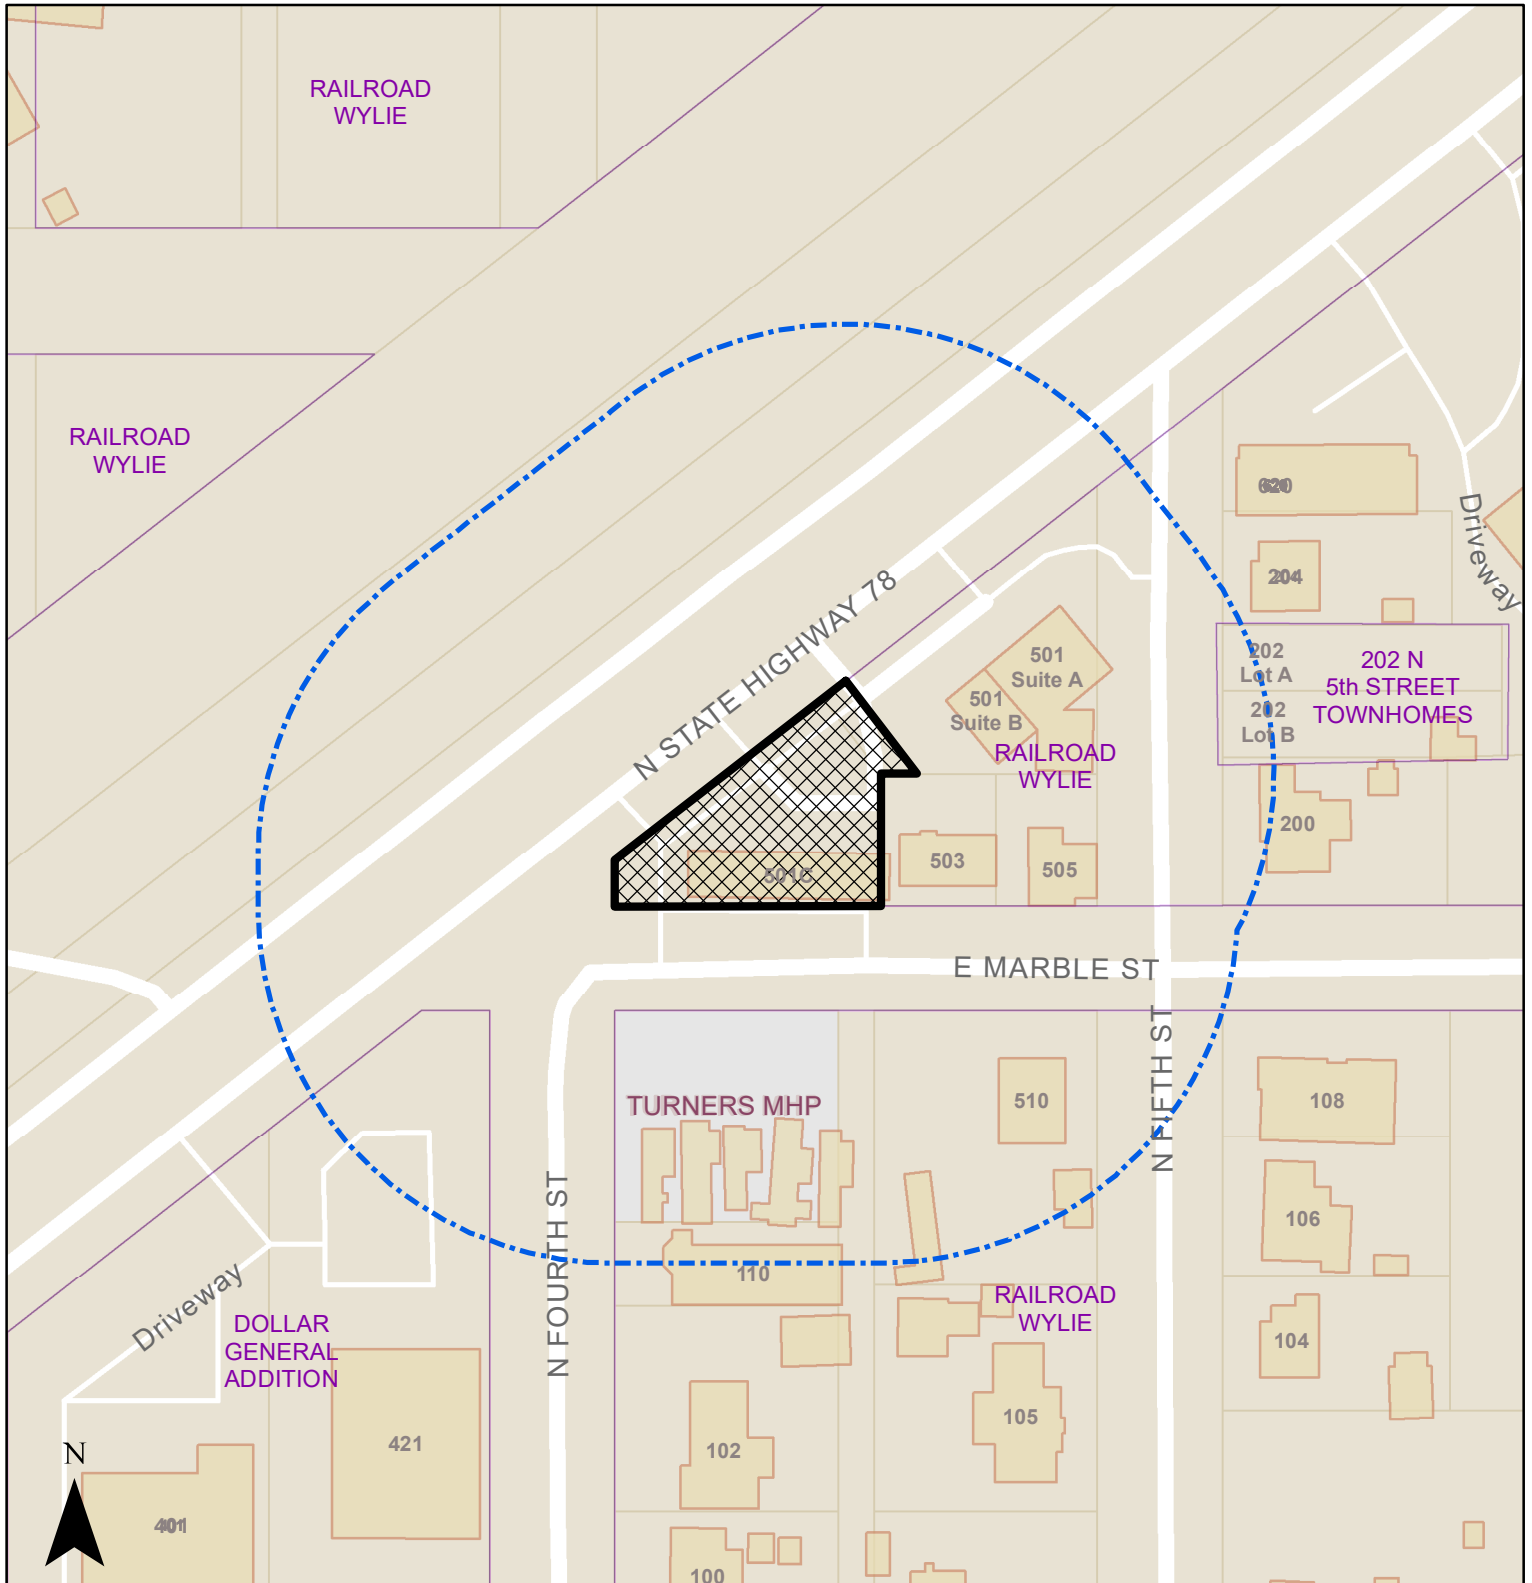 RAILROAD
WYLIE
RAILROAD
WYLIE
620
204
Driveway
N STATE HIGHWAY 78
501
Suite A
501
Suite B
RAILROAD
WYLIE
202
Lot A
202
Lot B
202 N
5th STREET
TOWNHOMES
200
503
505
501C
E MARBLE ST
N FIFTH ST
TURNERS MHP
510
108
106
N FOURTH ST
110
RAILROAD
WYLIE
104
Driveway
DOLLAR
GENERAL
ADDITION
421
102
105
N
401
100